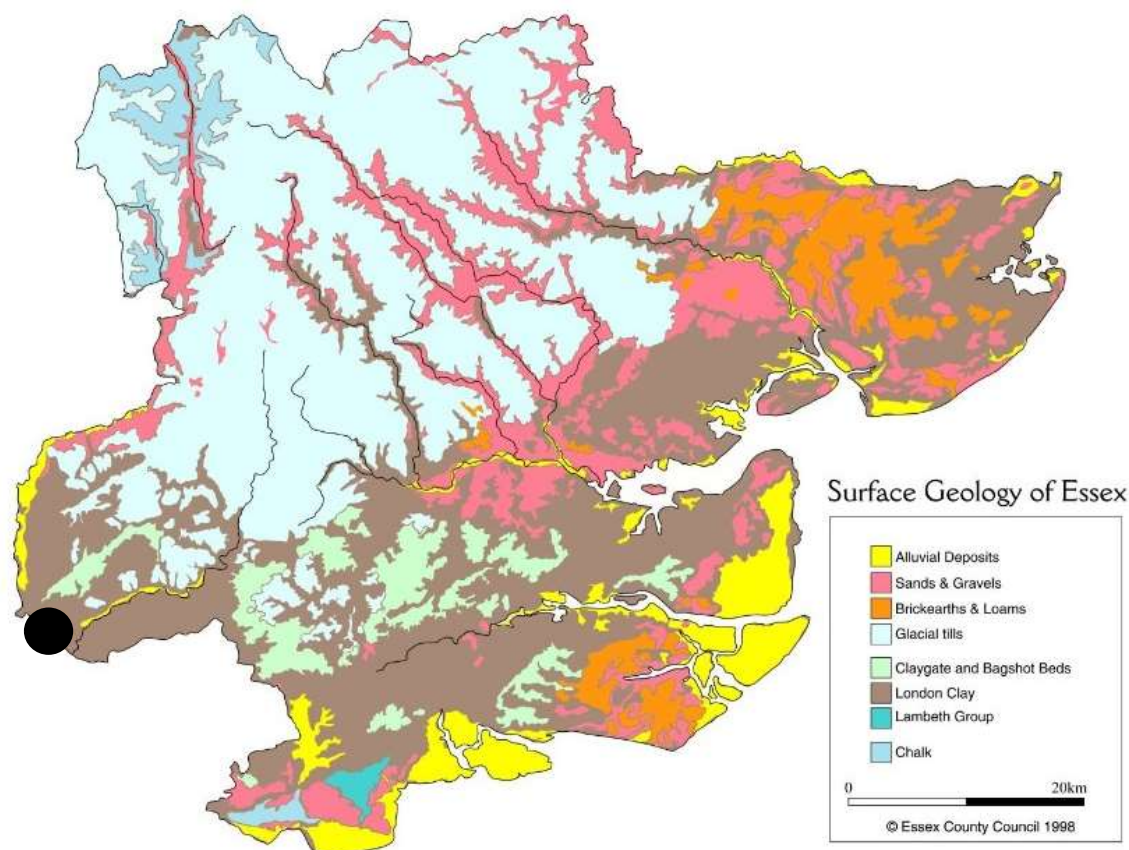 Surface Geology of Essex
Alluvial Deposits
Sands & Gravels
Brickearths & Loams
Glacial tills
Claygate and Bagshot Beds
London Clay
Lambeth Group
Chalk
0 20km
© Essex County Council 1998